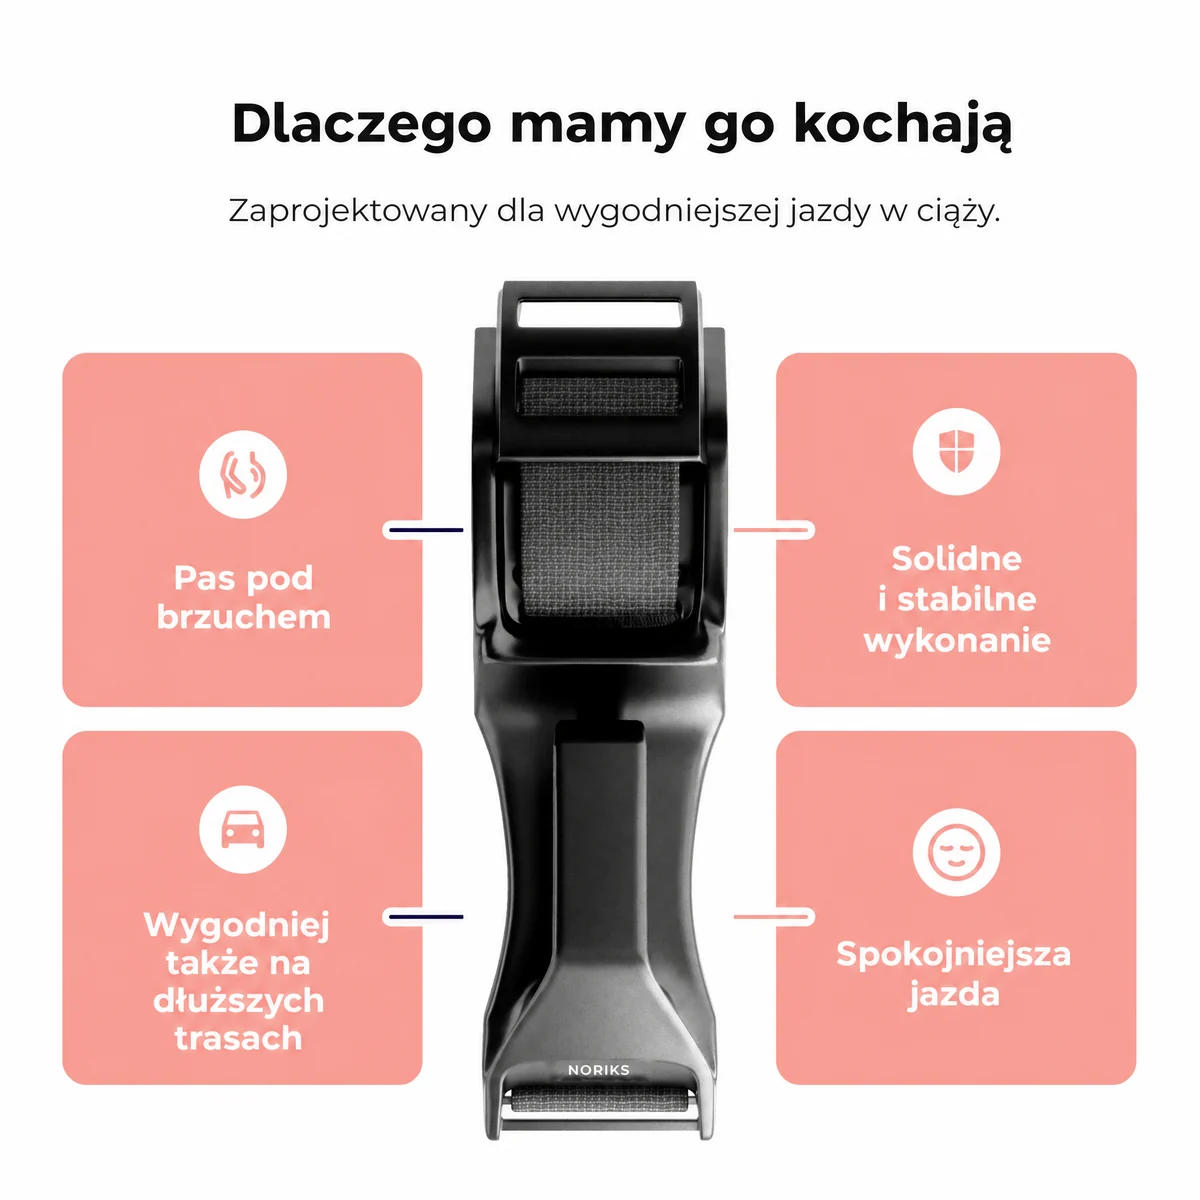 Dlaczego mamy go kochają
Zaprojektowany dla wygodniejszej jazdy w ciąży.
Pas pod
brzuchem
Solidne
i stabilne
wykonanie
Wygodniej
także na
dłuższych
trasach
Spokojniejsza
jazda
NORIKS